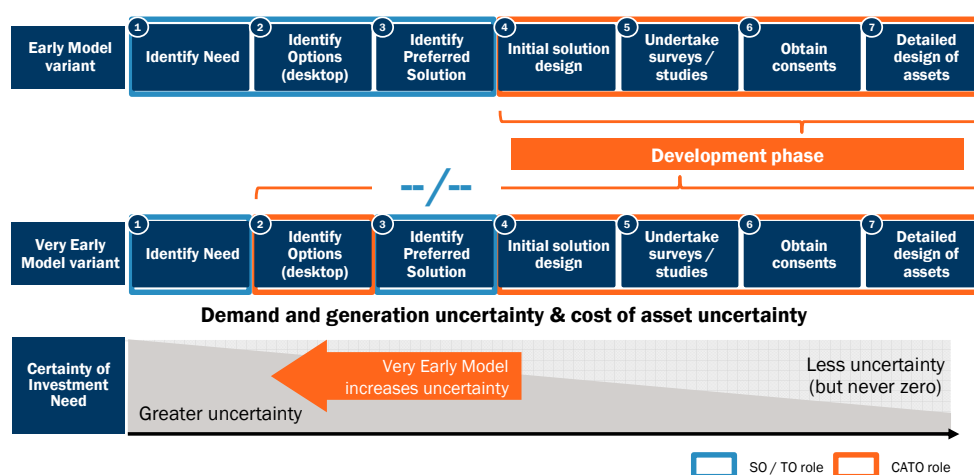 Early Model
variant
1
Identify Need
2
Identify
Options
(desktop)
3
Identify
Preferred
Solution
4
Initial solution
design
5
Undertake
surveys /
studies
6
Obtain
consents
7
Detailed
design of
assets
Development phase
--/--
Very Early
Model variant
1
Identify Need
2
Identify
Options
(desktop)
3
Identify
Preferred
Solution
4
Initial solution
design
5
Undertake
surveys /
studies
6
Obtain
consents
7
Detailed
design of
assets
Demand and generation uncertainty & cost of asset uncertainty
Certainty of
Investment
Need
Very Early Model
increases uncertainty
Less uncertainty
(but never zero)
Greater uncertainty
SO / TO role
CATO role